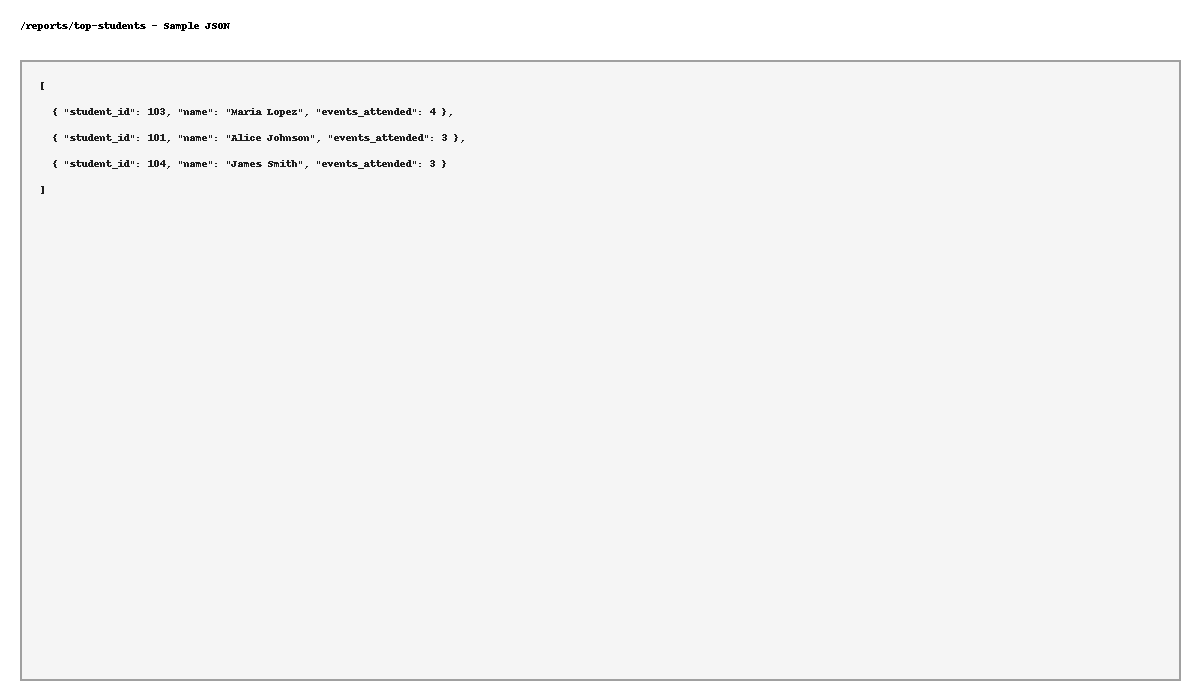 /reports/top-students - Sample JSON
[
{ "student_id": 103, "name": "Maria Lopez", "events_attended": 4 },
{ "student_id": 101, "name": "Alice Johnson", "events_attended": 3 },
{ "student_id": 104, "name": "James Smith", "events_attended": 3 }
]